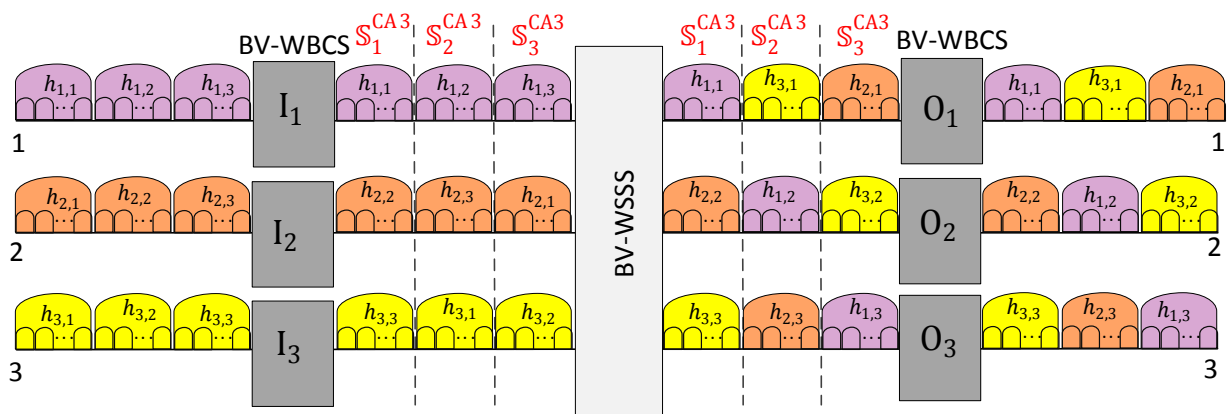 BV-WBCS 𝕊₁^CA3 𝕊₂^CA3 𝕊₃^CA3 𝕊₁^CA3 𝕊₂^CA3 𝕊₃^CA3 BV-WBCS
h₁,₁ h₁,₂ h₁,₃ I₁ h₁,₁ h₁,₂ h₁,₃ h₁,₁ h₃,₁ h₂,₁ O₁ h₁,₁ h₃,₁ h₂,₁
... ... ... ... ... ... ... ... ... ... ... ...
1 1
BV-WSSS
h₂,₁ h₂,₂ h₂,₃ I₂ h₂,₂ h₂,₃ h₂,₁ h₂,₂ h₁,₂ h₃,₂ O₂ h₂,₂ h₁,₂ h₃,₂
... ... ... ... ... ... ... ... ... ... ... ...
2 2
h₃,₁ h₃,₂ h₃,₃ I₃ h₃,₃ h₃,₁ h₃,₂ h₃,₃ h₂,₃ h₁,₃ O₃ h₃,₃ h₂,₃ h₁,₃
... ... ... ... ... ... ... ... ... ... ... ...
3 3